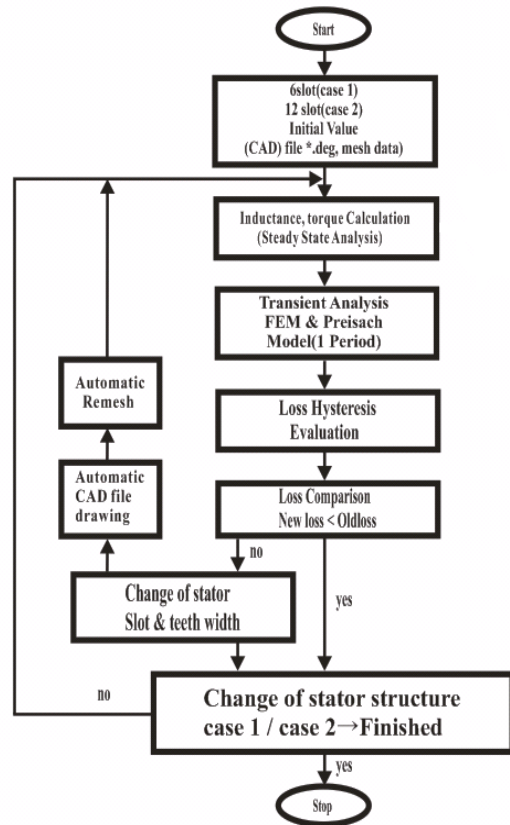 Start
6slot(case 1)
12 slot(case 2)
Initial Value
(CAD) file *.deg, mesh data)
Inductance, torque Calculation
(Steady State Analysis)
Transient Analysis
FEM & Preisach
Model(1 Period)
Automatic
Remesh
Loss Hysteresis
Evaluation
Automatic
CAD file
drawing
Loss Comparison
New loss < Oldloss
no
Change of stator
Slot & teeth width
yes
no
Change of stator structure
case 1 / case 2→Finished
yes
Stop